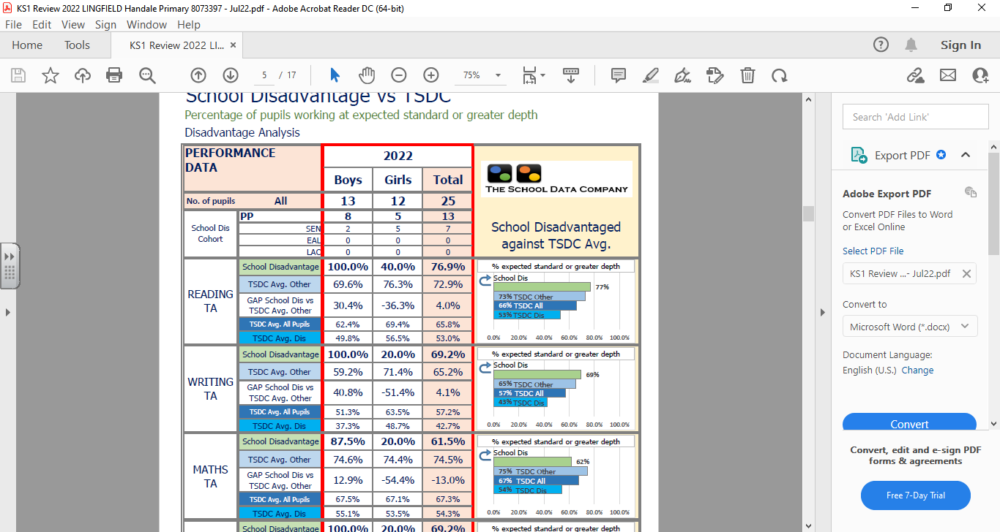 KS1 Review 2022 LINGFIELD Handale Primary 8073397 - Jul22.pdf - Adobe Acrobat Reader DC (64-bit)
File Edit View Sign Window Help
Home Tools KS1 Review 2022 LI... × Sign In
5 / 17 75%
School Disadvantage vs TSDC
Percentage of pupils working at expected standard or greater depth
Disadvantage Analysis
PERFORMANCE DATA 2022
Boys Girls Total
THE SCHOOL DATA COMPANY
No. of pupils All 13 12 25
School Dis Cohort
PP 8 5 13
SEN 2 5 7
EAL 0 0 0
LAC 0 0 0
School Disadvantaged
against TSDC Avg.
READING TA
School Disadvantage 100.0% 40.0% 76.9%
TSDC Avg. Other 69.6% 76.3% 72.9%
GAP School Dis vs TSDC Avg. Other 30.4% -36.3% 4.0%
TSDC Avg. All Pupils 62.4% 69.4% 65.8%
TSDC Avg. Dis 49.8% 56.5% 53.0%
% expected standard or greater depth
School Dis
77%
73% TSDC Other
66% TSDC All
53% TSDC Dis
0.0% 20.0% 40.0% 60.0% 80.0% 100.0%
WRITING TA
School Disadvantage 100.0% 20.0% 69.2%
TSDC Avg. Other 59.2% 71.4% 65.2%
GAP School Dis vs TSDC Avg. Other 40.8% -51.4% 4.1%
TSDC Avg. All Pupils 51.3% 63.5% 57.2%
TSDC Avg. Dis 37.3% 48.7% 42.7%
% expected standard or greater depth
School Dis
69%
65% TSDC Other
57% TSDC All
43% TSDC Dis
0.0% 20.0% 40.0% 60.0% 80.0% 100.0%
MATHS TA
School Disadvantage 87.5% 20.0% 61.5%
TSDC Avg. Other 74.6% 74.4% 74.5%
GAP School Dis vs TSDC Avg. Other 12.9% -54.4% -13.0%
TSDC Avg. All Pupils 67.5% 67.1% 67.3%
TSDC Avg. Dis 55.1% 53.5% 54.3%
% expected standard or greater depth
School Dis
62%
75% TSDC Other
67% TSDC All
54% TSDC Dis
0.0% 20.0% 40.0% 60.0% 80.0% 100.0%
School Disadvantage 100.0% 20.0% 69.2%
% expected standard or greater depth
Search 'Add Link'
Export PDF
Adobe Export PDF
Convert PDF Files to Word
or Excel Online
Select PDF File
KS1 Review ...- Jul22.pdf
Convert to
Microsoft Word (*.docx)
Document Language:
English (U.S.) Change
Convert
Convert, edit and e-sign PDF
forms & agreements
Free 7-Day Trial